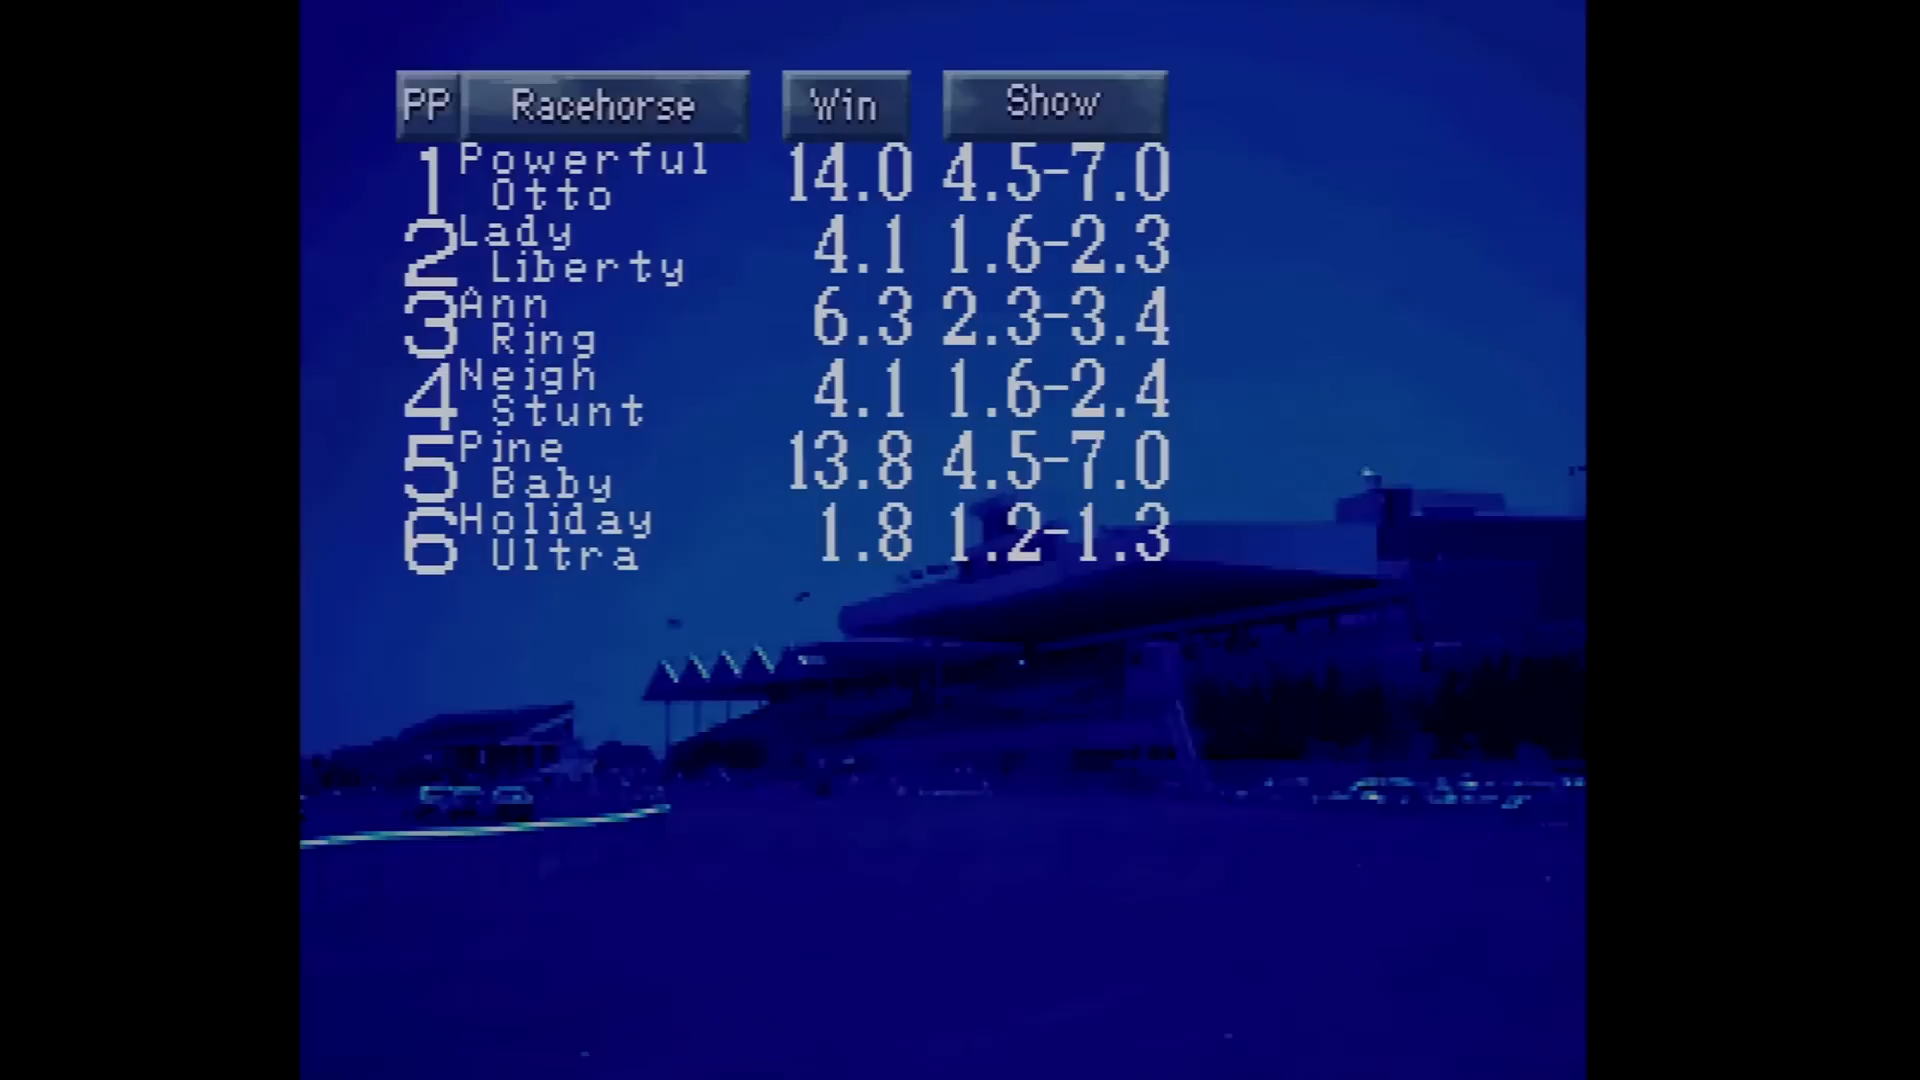 PP Racehorse Win Show
1 Powerful Otto 14.0 4.5-7.0
2 Lady Liberty 4.1 1.6-2.3
3 Ann Ring 6.3 2.3-3.4
4 Neigh Stunt 4.1 1.6-2.4
5 Pine Baby 13.8 4.5-7.0
6 Holiday Ultra 1.8 1.2-1.3